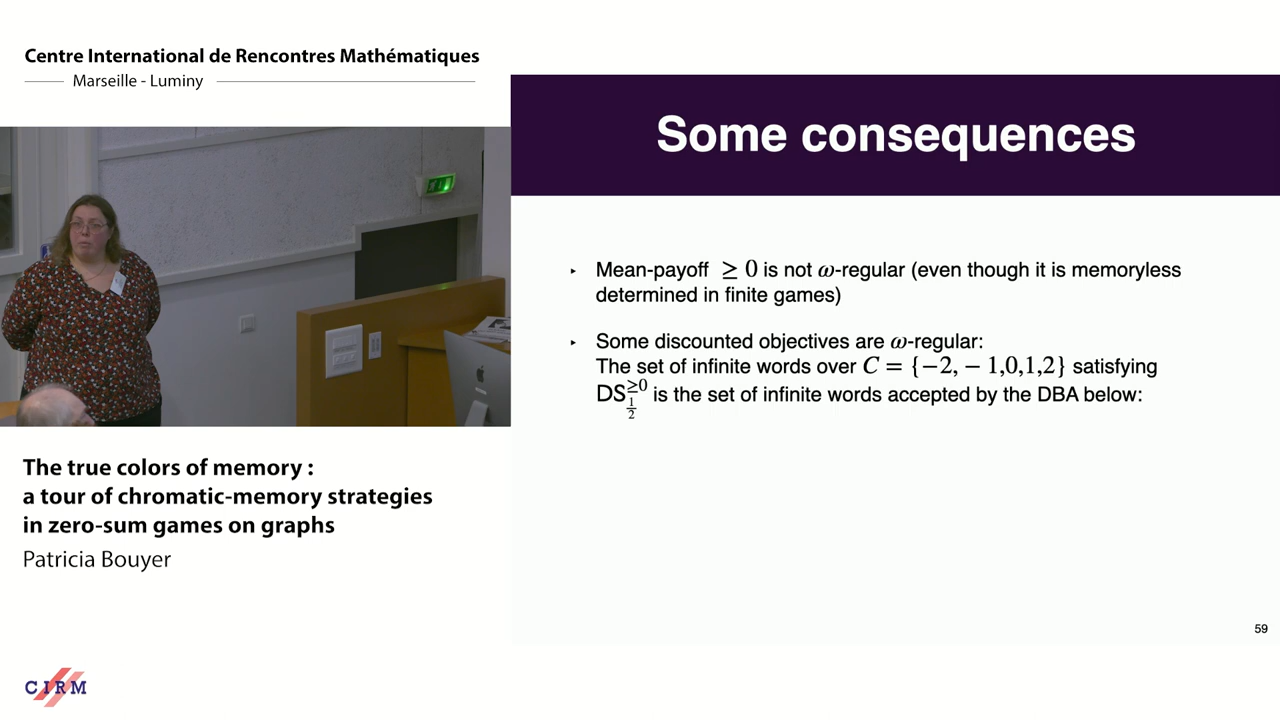 Centre International de Rencontres Mathématiques
Marseille - Luminy
Some consequences
‣ Mean-payoff ≥ 0 is not ω-regular (even though it is memoryless
determined in finite games)
‣ Some discounted objectives are ω-regular:
The set of infinite words over C = {−2, − 1,0,1,2} satisfying
DS^{≥0}_{1/2} is the set of infinite words accepted by the DBA below:
The true colors of memory :
a tour of chromatic-memory strategies
in zero-sum games on graphs
Patricia Bouyer
59
CIRM